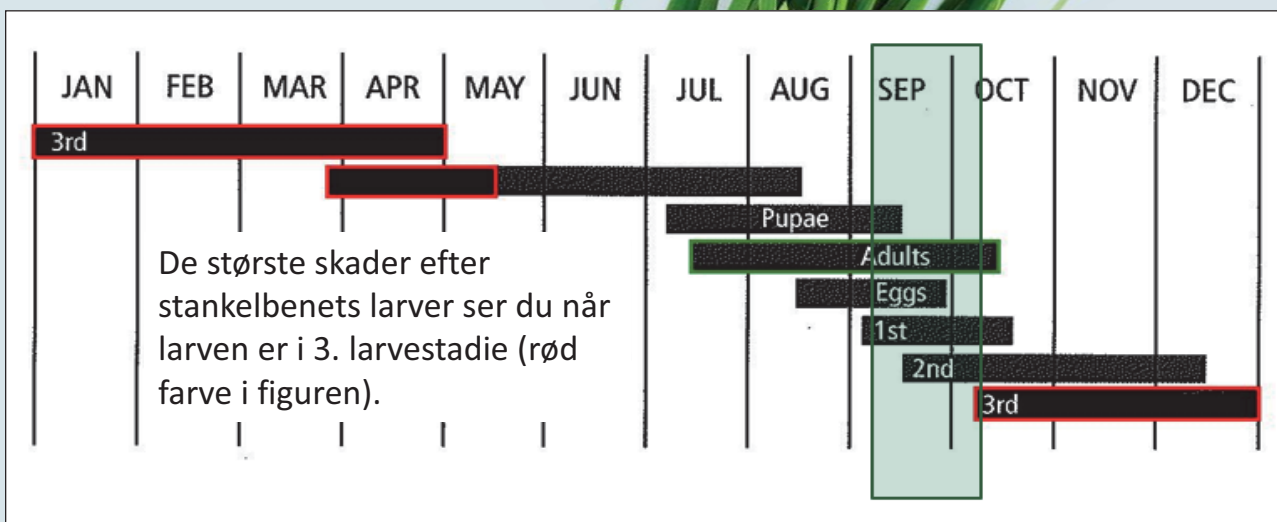 JAN FEB MAR APR MAY JUN JUL AUG SEP OCT NOV DEC
3rd
Pupae
Adults
Eggs
1st
2nd
3rd
De største skader efter
stankelbenets larver ser du når
larven er i 3. larvestadie (rød
farve i figuren).